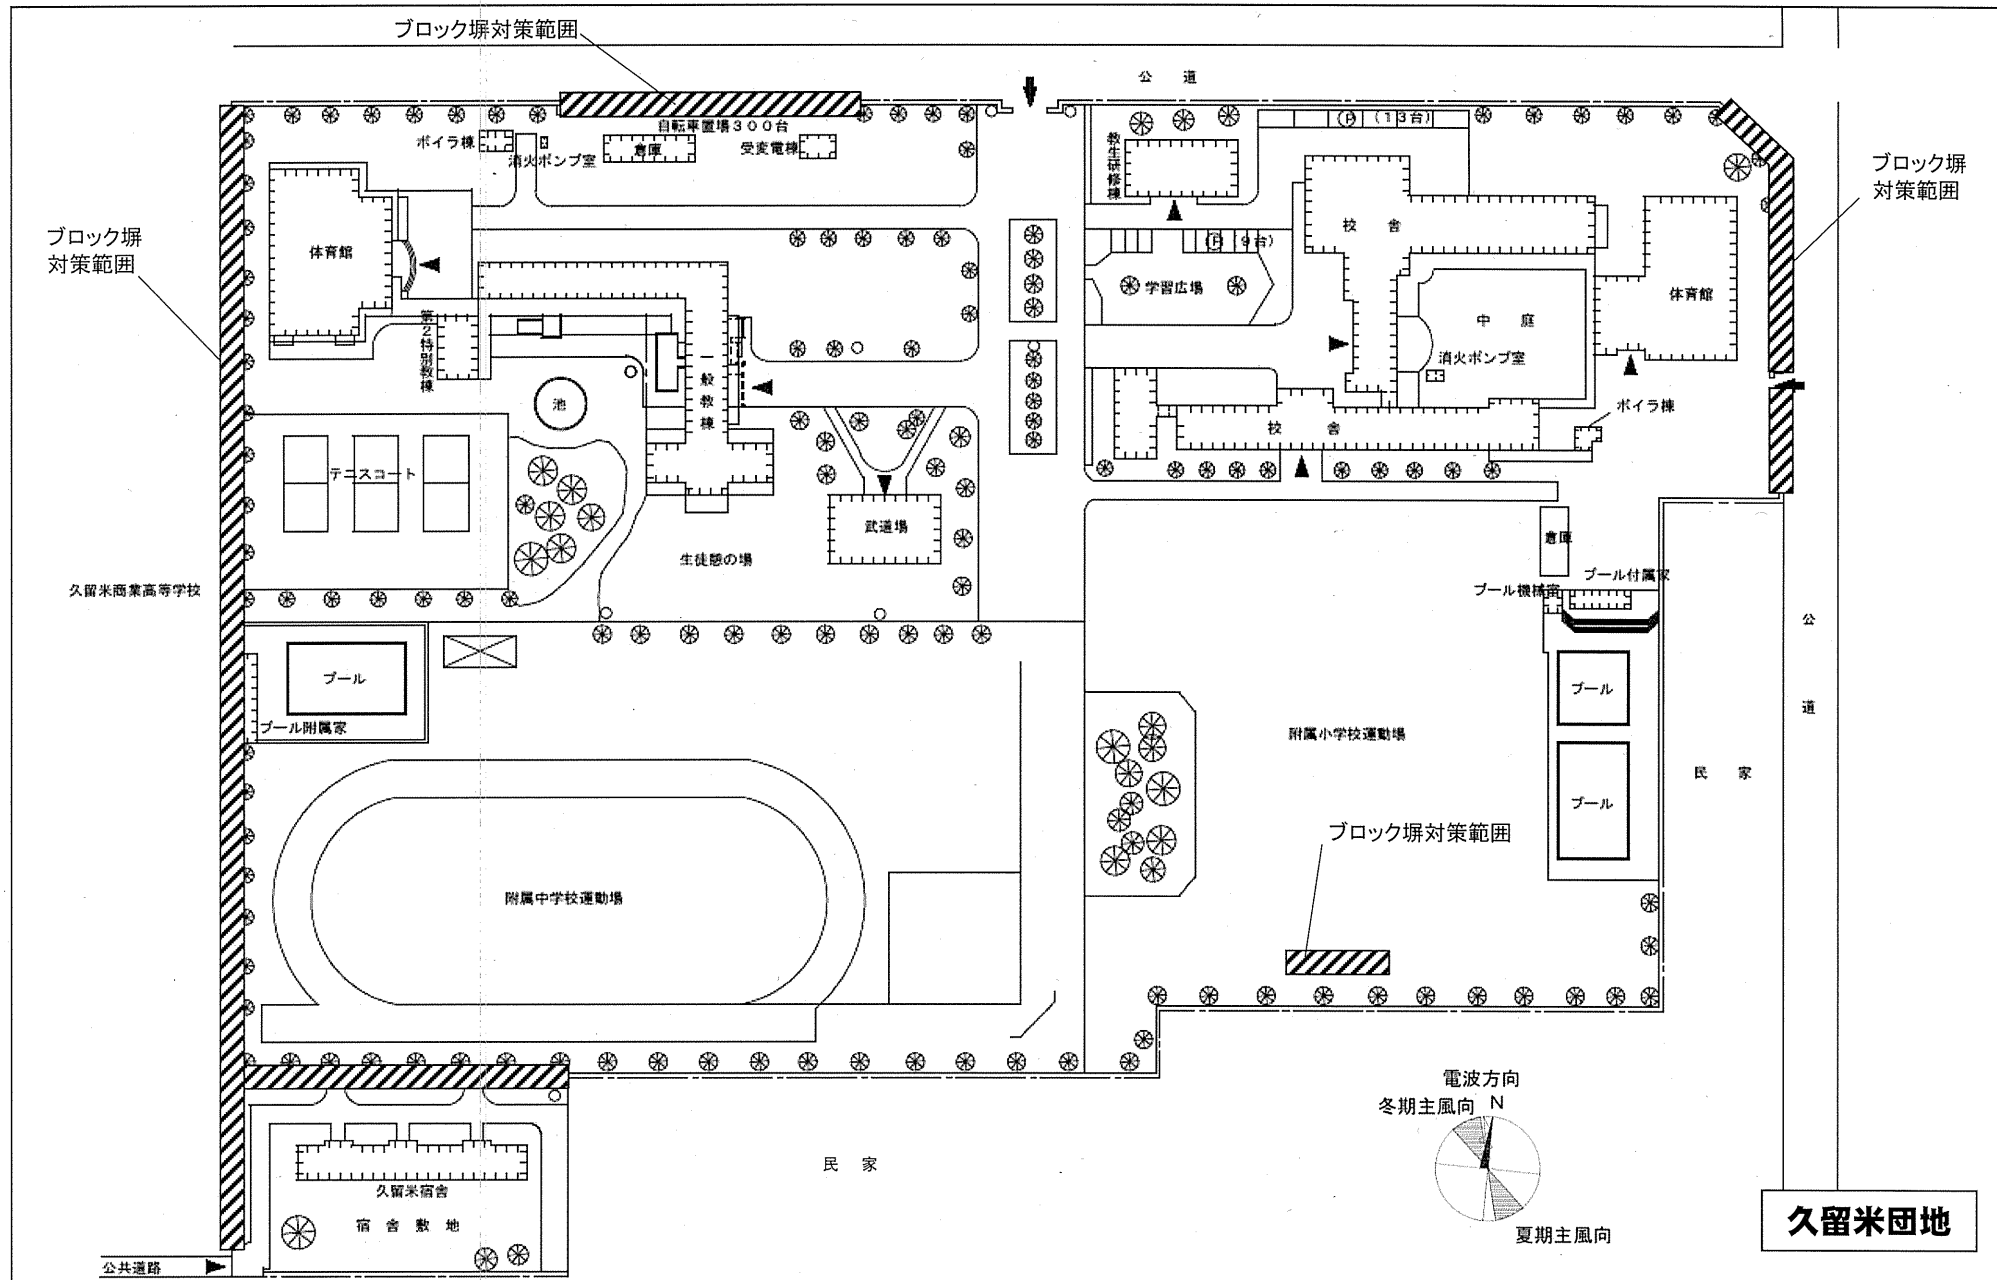 ブロック塀対策範囲
公道
自転車置場300台
ボイラ棟
消火ポンプ室
倉庫
受変電棟
教生研修棟
P (13台)
ブロック塀
対策範囲
ブロック塀
対策範囲
体育館
校舎
P (9台)
学習広場
体育館
中庭
消火ポンプ室
第2特別教棟
一般教棟
池
ボイラ棟
校舎
テニスコート
武道場
生徒憩の場
倉庫
久留米商業高等学校
プール付属家
プール機械室
公道
プール
プール
プール附属家
附属小学校運動場
民家
プール
ブロック塀対策範囲
附属中学校運動場
電波方向
冬期主風向
N
民家
久留米宿舎
宿舎敷地
夏期主風向
久留米団地
公共道路